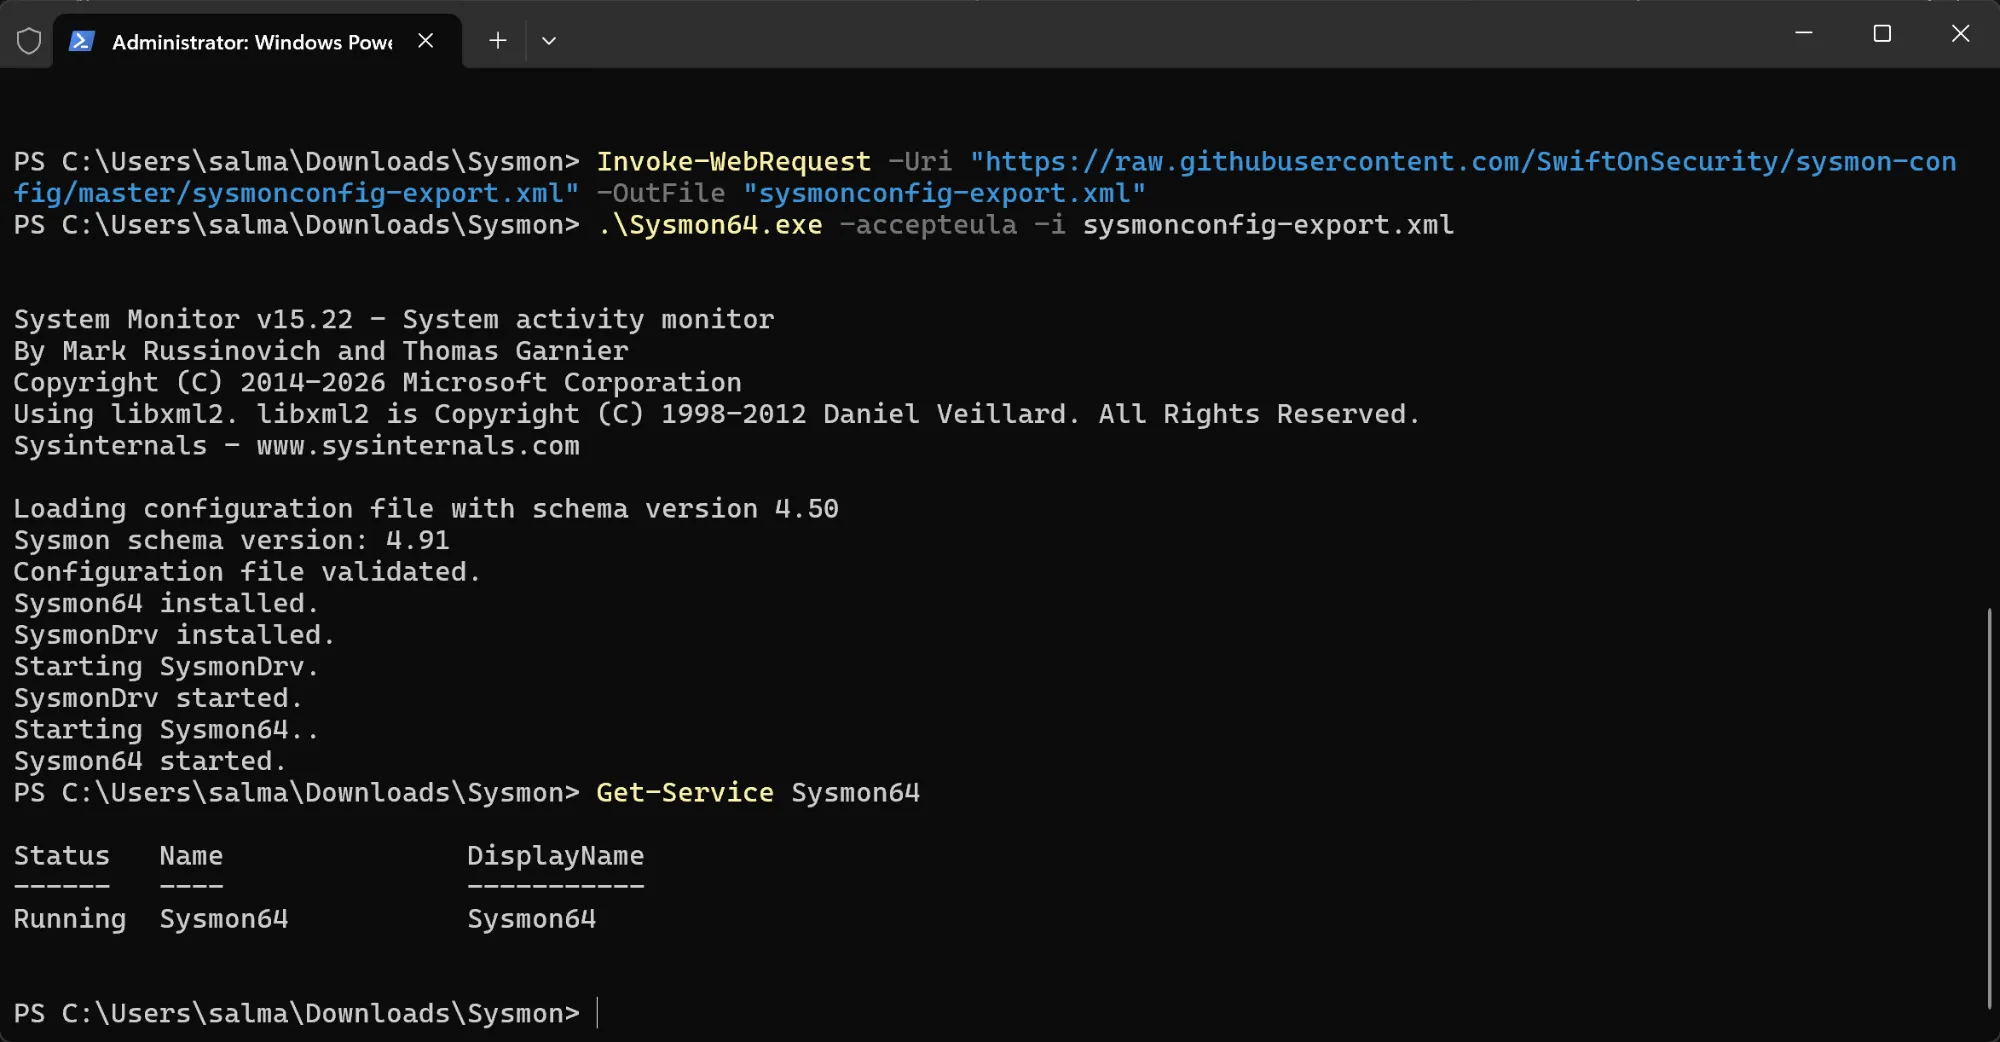 Administrator: Windows Powe
PS C:\Users\salma\Downloads\Sysmon> Invoke-WebRequest -Uri "https://raw.githubusercontent.com/SwiftOnSecurity/sysmon-con
fig/master/sysmonconfig-export.xml" -OutFile "sysmonconfig-export.xml"
PS C:\Users\salma\Downloads\Sysmon> .\Sysmon64.exe -accepteula -i sysmonconfig-export.xml
System Monitor v15.22 - System activity monitor
By Mark Russinovich and Thomas Garnier
Copyright (C) 2014-2026 Microsoft Corporation
Using libxml2. libxml2 is Copyright (C) 1998-2012 Daniel Veillard. All Rights Reserved.
Sysinternals - www.sysinternals.com
Loading configuration file with schema version 4.50
Sysmon schema version: 4.91
Configuration file validated.
Sysmon64 installed.
SysmonDrv installed.
Starting SysmonDrv.
SysmonDrv started.
Starting Sysmon64..
Sysmon64 started.
PS C:\Users\salma\Downloads\Sysmon> Get-Service Sysmon64
Status   Name               DisplayName
------   ----               -----------
Running  Sysmon64           Sysmon64
PS C:\Users\salma\Downloads\Sysmon>